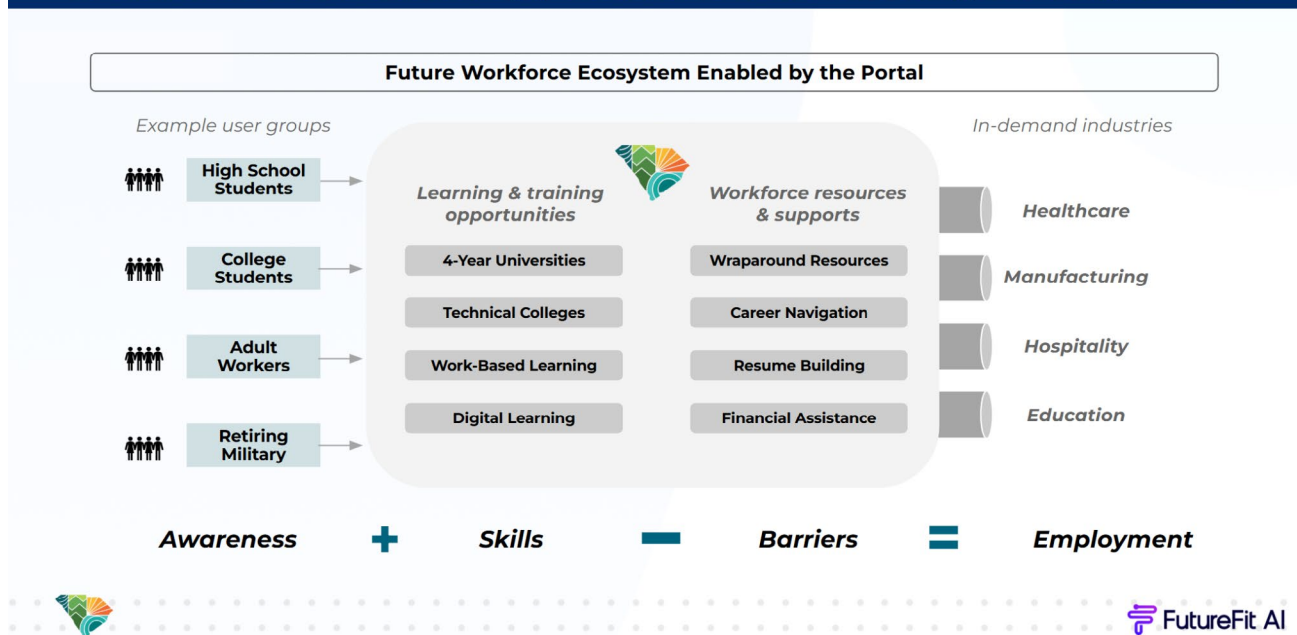 Future Workforce Ecosystem Enabled by the Portal
Example user groups
In-demand industries
High School
Students
College
Students
Adult
Workers
Retiring
Military
Learning & training
opportunities
4-Year Universities
Technical Colleges
Work-Based Learning
Digital Learning
Workforce resources
& supports
Wraparound Resources
Career Navigation
Resume Building
Financial Assistance
Healthcare
Manufacturing
Hospitality
Education
Awareness + Skills − Barriers = Employment
FutureFit AI